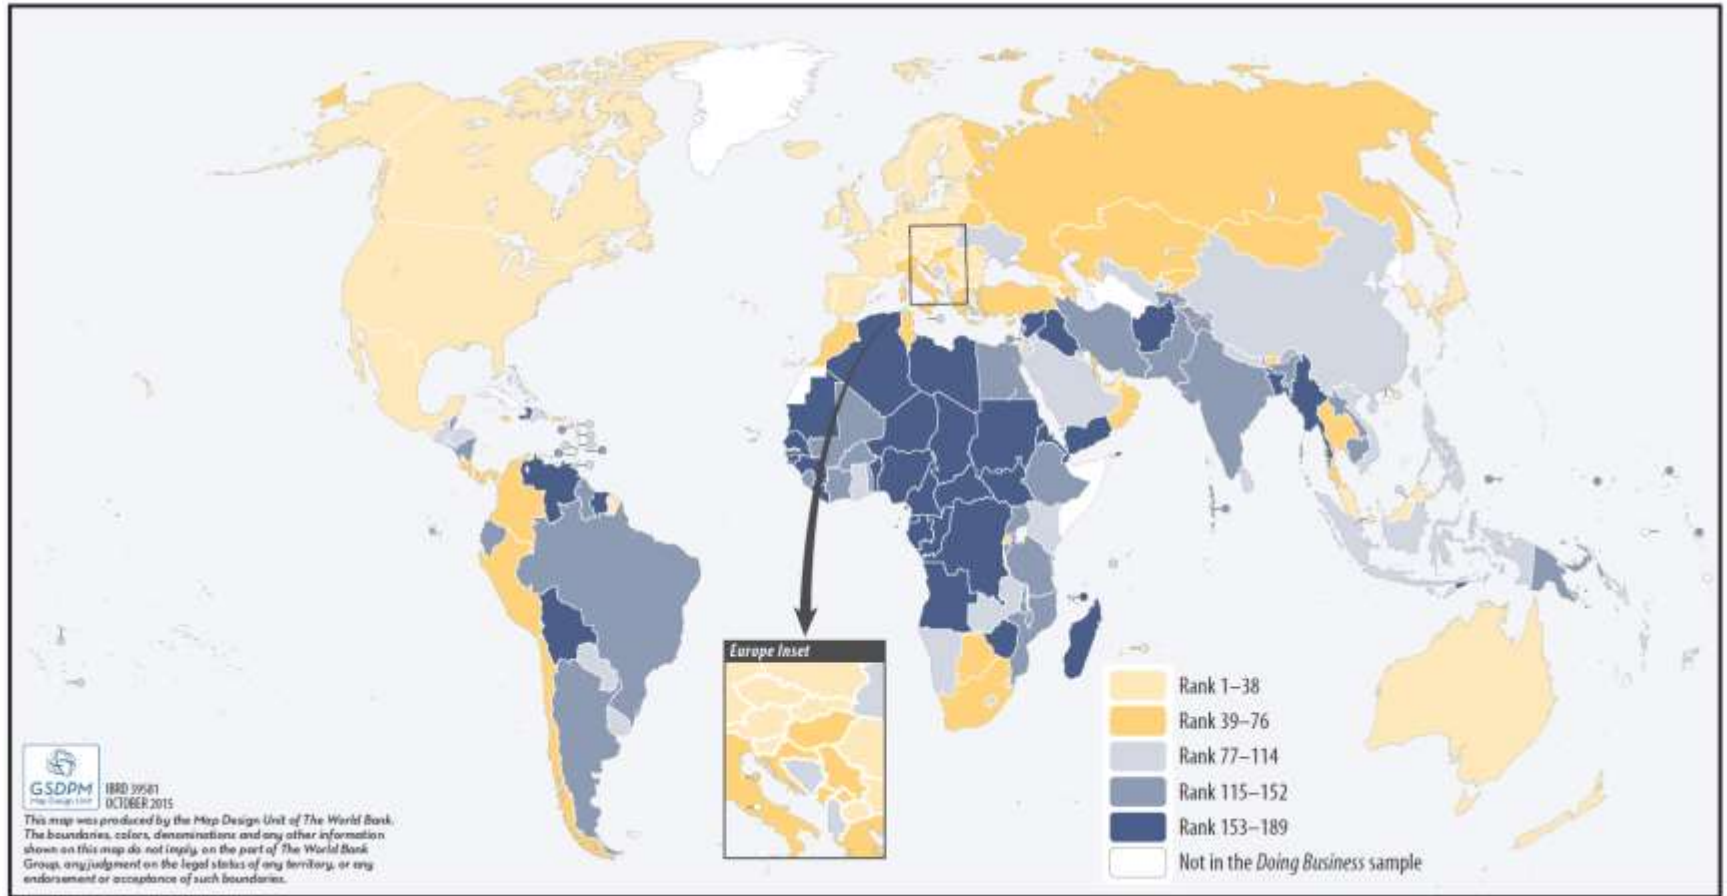 Europe Inset
Rank 1–38
Rank 39–76
Rank 77–114
Rank 115–152
Rank 153–189
Not in the Doing Business sample
GSDPM
Map Design Unit
IBRD 39581
OCTOBER 2015
This map was produced by the Map Design Unit of The World Bank.
The boundaries, colors, denominations and any other information
shown on this map do not imply, on the part of The World Bank
Group, any judgment on the legal status of any territory, or any
endorsement or acceptance of such boundaries.